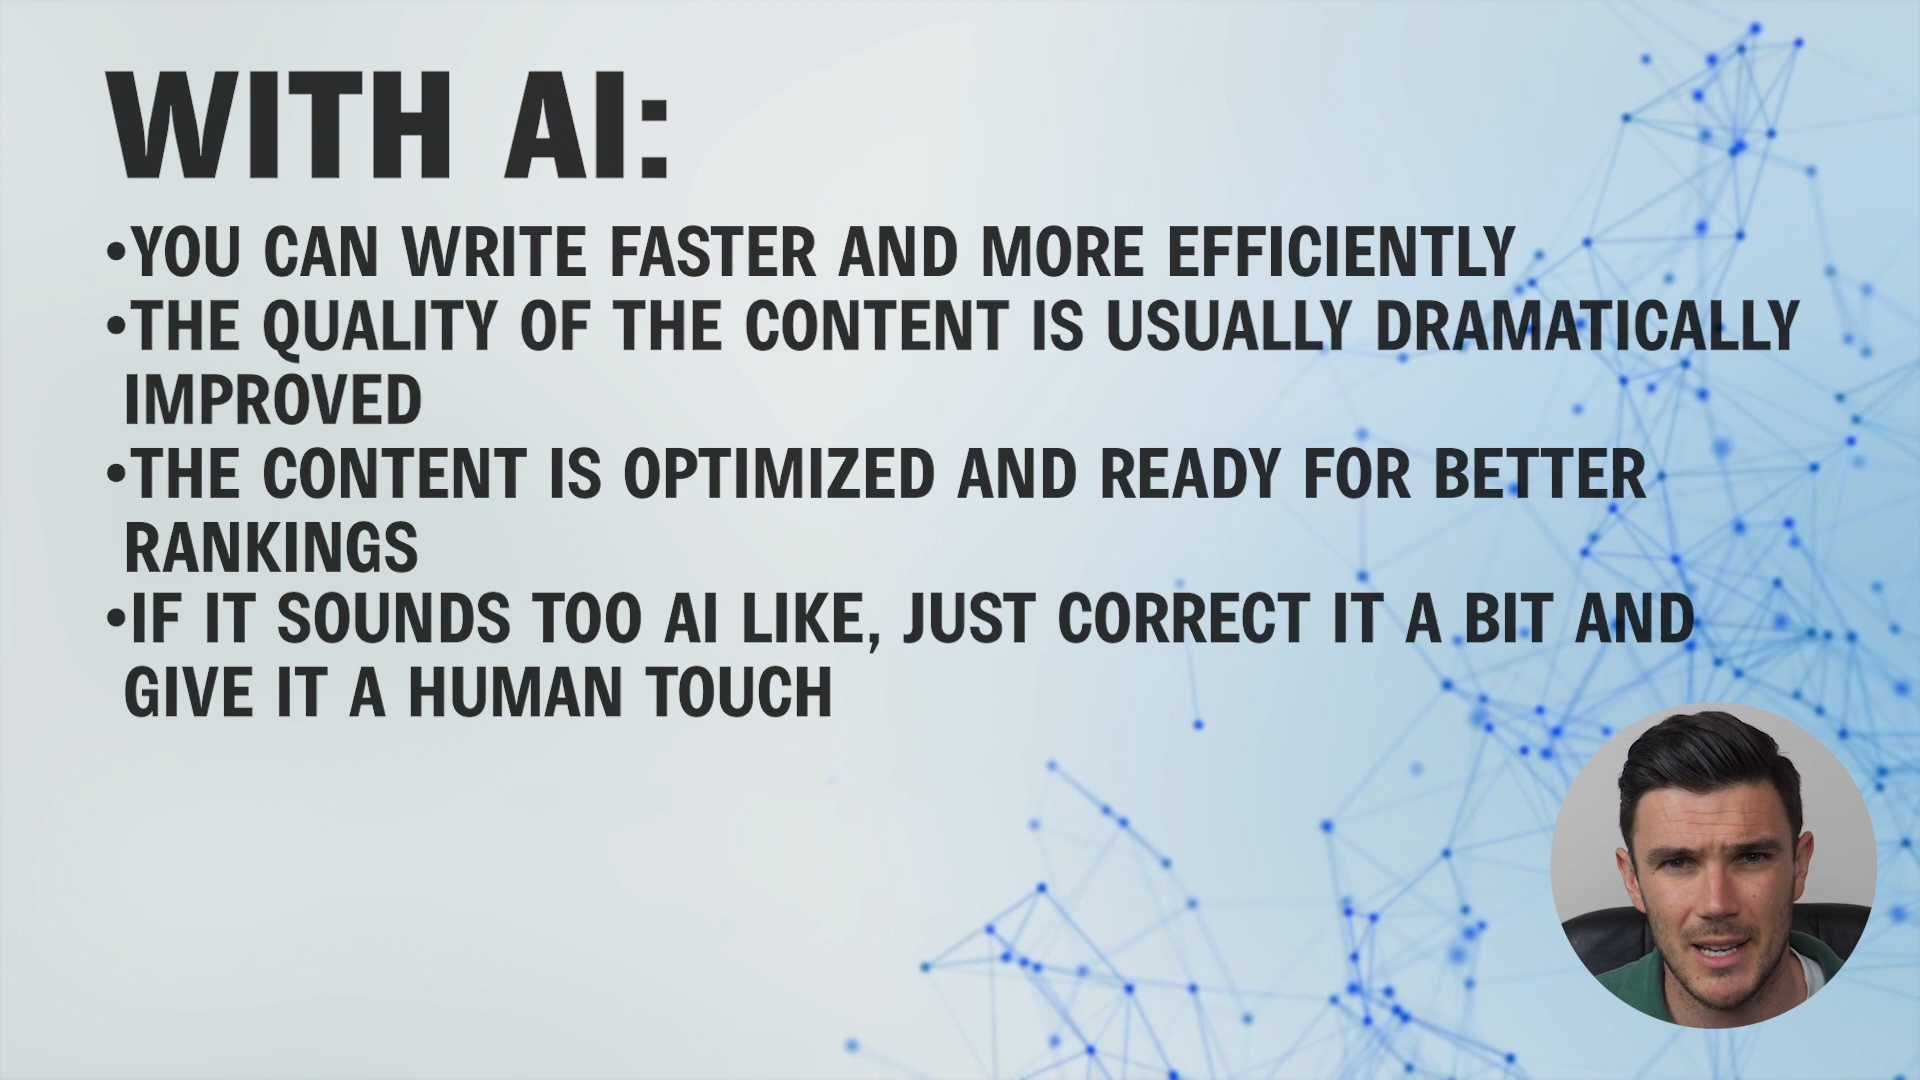 WITH AI:
•YOU CAN WRITE FASTER AND MORE EFFICIENTLY
•THE QUALITY OF THE CONTENT IS USUALLY DRAMATICALLY
IMPROVED
•THE CONTENT IS OPTIMIZED AND READY FOR BETTER
RANKINGS
•IF IT SOUNDS TOO AI LIKE, JUST CORRECT IT A BIT AND
GIVE IT A HUMAN TOUCH